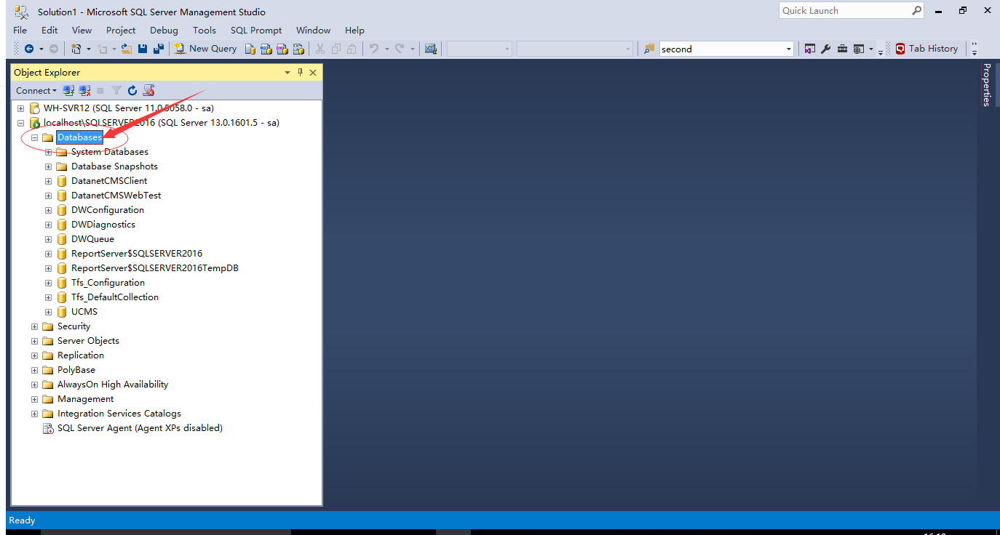 Solution1 - Microsoft SQL Server Management Studio
Quick Launch
File Edit View Project Debug Tools SQL Prompt Window Help
New Query
second
Tab History
Object Explorer
Properties
Connect
WH-SVR12 (SQL Server 11.0.5058.0 - sa)
localhost\SQLSERVER2016 (SQL Server 13.0.1601.5 - sa)
Databases
System Databases
Database Snapshots
DatanetCMSClient
DatanetCMSWebTest
DWConfiguration
DWDiagnostics
DWQueue
ReportServer$SQLSERVER2016
ReportServer$SQLSERVER2016TempDB
Tfs_Configuration
Tfs_DefaultCollection
UCMS
Security
Server Objects
Replication
PolyBase
AlwaysOn High Availability
Management
Integration Services Catalogs
SQL Server Agent (Agent XPs disabled)
Ready